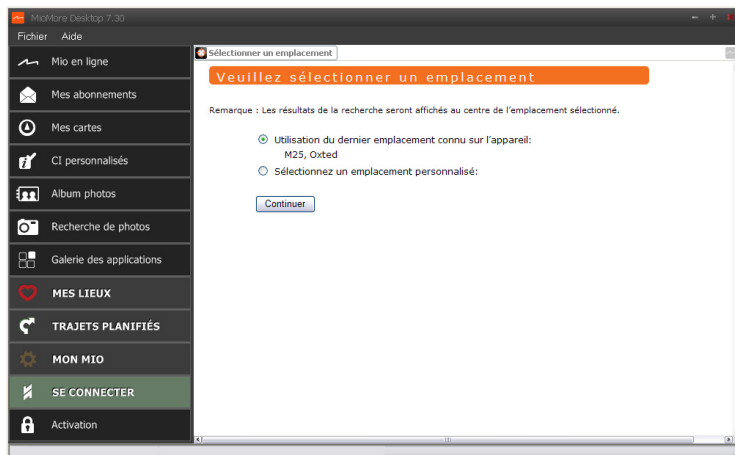 MioMore Desktop 7.30
Fichier Aide
Mio en ligne
Mes abonnements
Mes cartes
CI personnalisés
Album photos
Recherche de photos
Galerie des applications
MES LIEUX
TRAJETS PLANIFIÉS
MON MIO
SE CONNECTER
Activation
Sélectionner un emplacement
Veuillez sélectionner un emplacement
Remarque : Les résultats de la recherche seront affichés au centre de l'emplacement sélectionné.
Utilisation du dernier emplacement connu sur l'appareil:
M25, Oxted
Sélectionnez un emplacement personnalisé:
Continuer